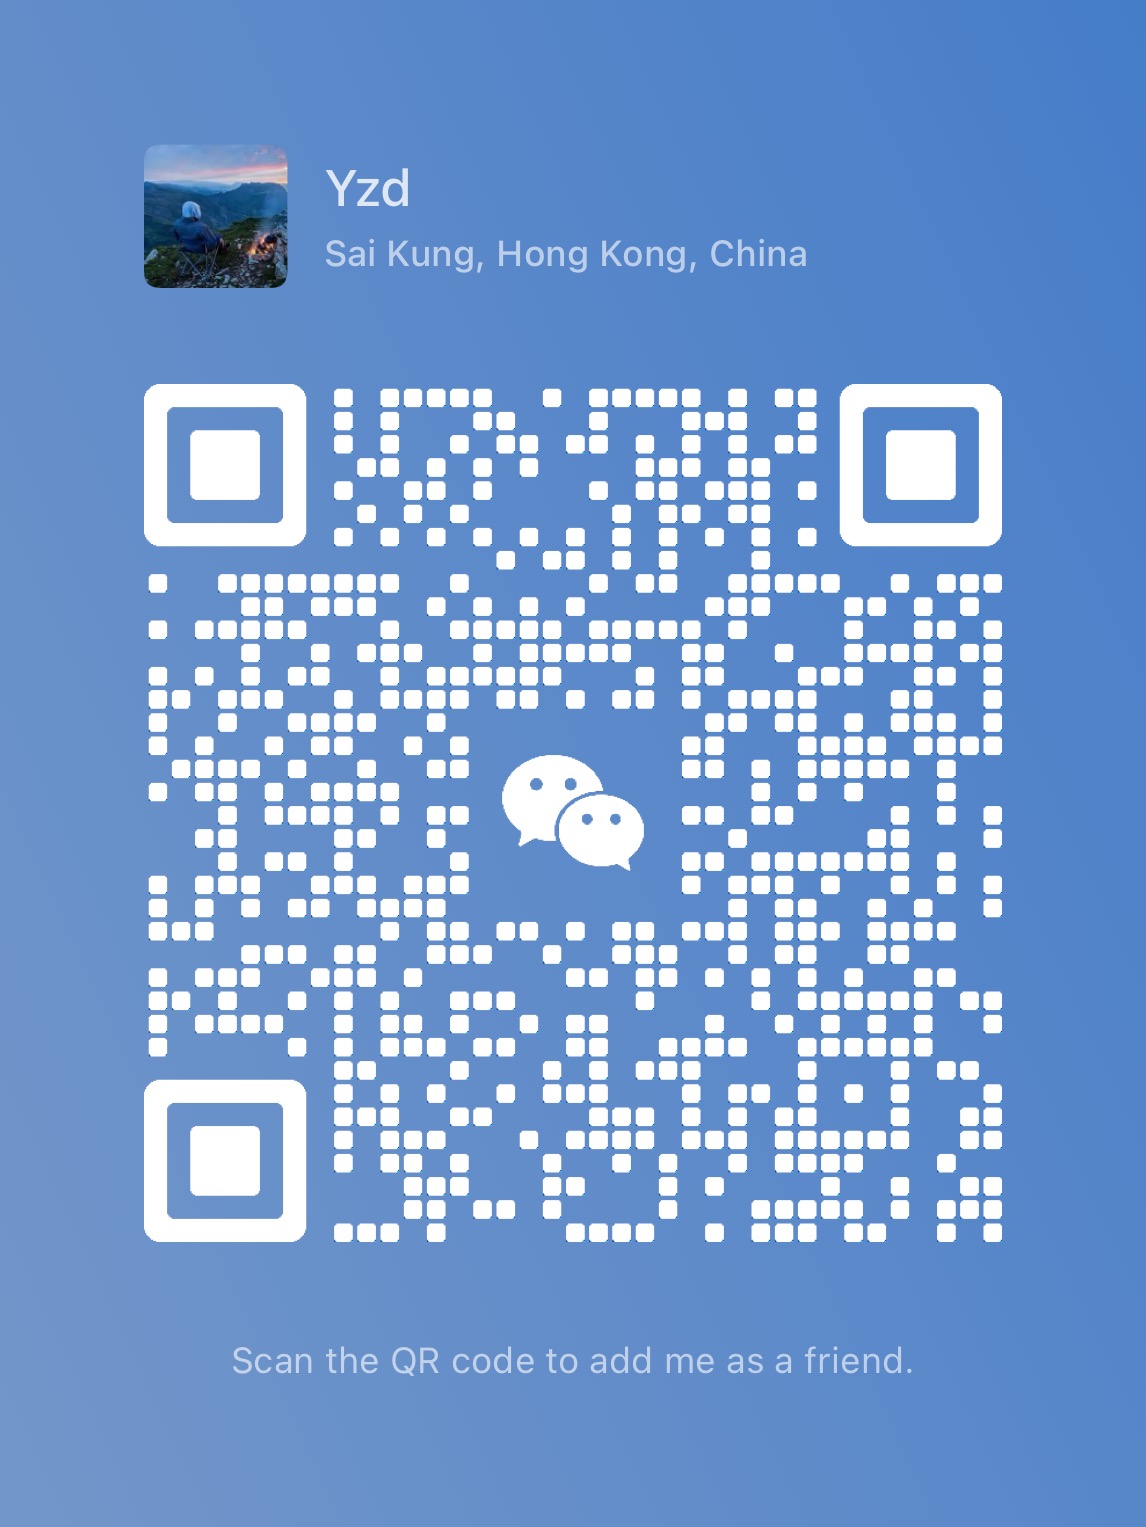 Yzd
Sai Kung, Hong Kong, China
Scan the QR code to add me as a friend.